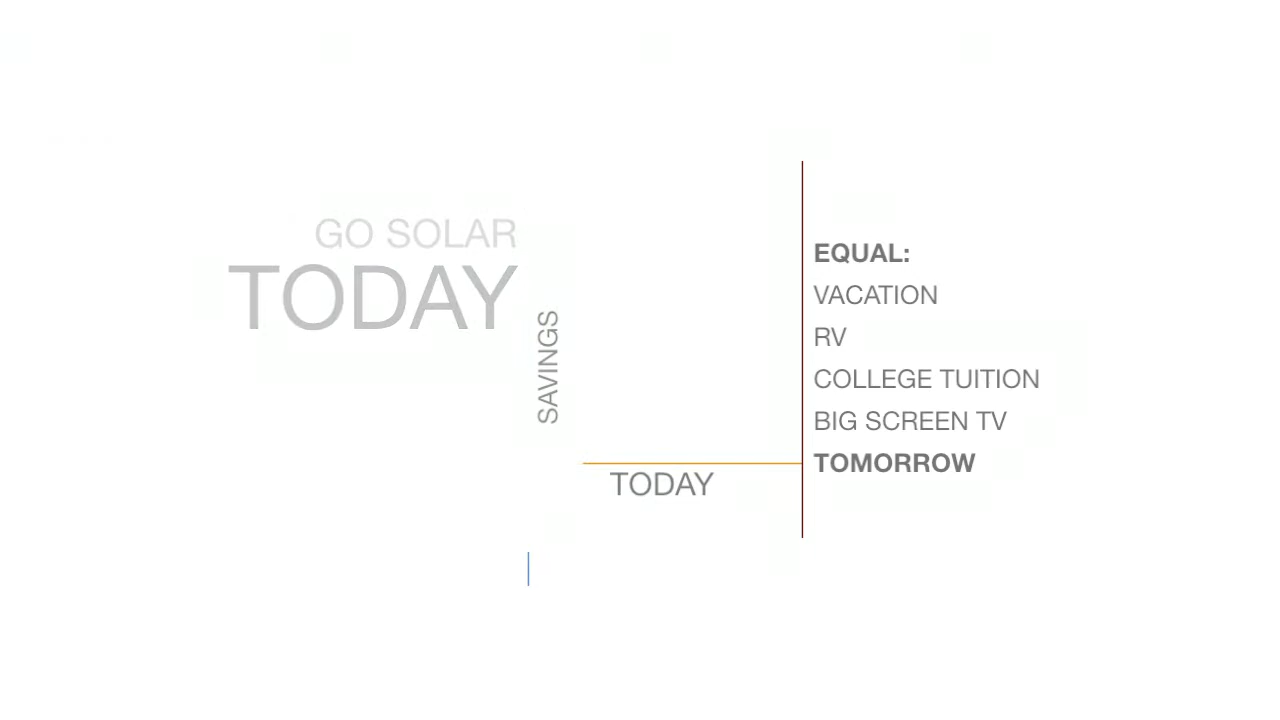 GO SOLAR
TODAY
SAVINGS
TODAY
EQUAL:
VACATION
RV
COLLEGE TUITION
BIG SCREEN TV
TOMORROW